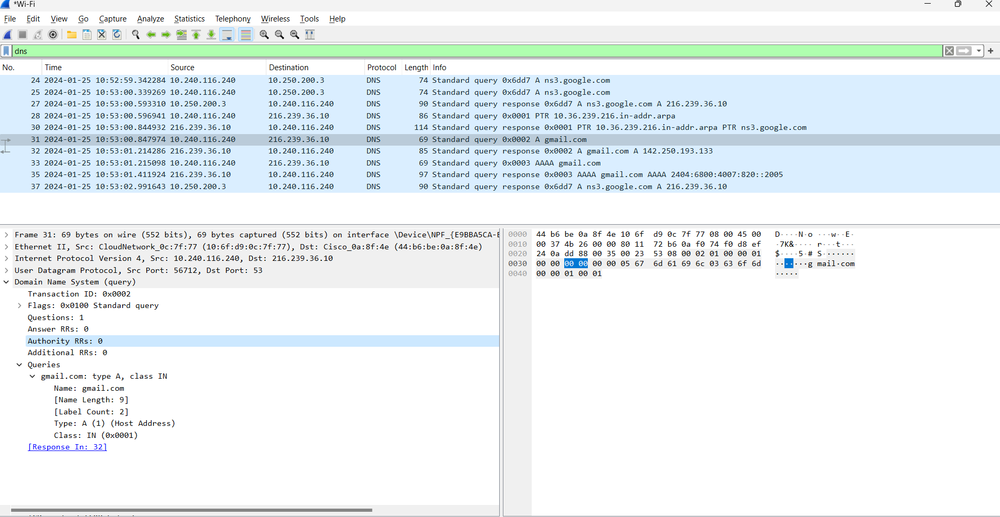 *Wi-Fi
File Edit View Go Capture Analyze Statistics Telephony Wireless Tools Help
dns
No. Time Source Destination Protocol Length Info
24 2024-01-25 10:52:59.342284 10.240.116.240 10.250.200.3 DNS 74 Standard query 0x6dd7 A ns3.google.com
25 2024-01-25 10:53:00.339269 10.240.116.240 10.250.200.3 DNS 74 Standard query 0x6dd7 A ns3.google.com
27 2024-01-25 10:53:00.593310 10.250.200.3 10.240.116.240 DNS 90 Standard query response 0x6dd7 A ns3.google.com A 216.239.36.10
28 2024-01-25 10:53:00.596941 10.240.116.240 216.239.36.10 DNS 86 Standard query 0x0001 PTR 10.36.239.216.in-addr.arpa
30 2024-01-25 10:53:00.844932 216.239.36.10 10.240.116.240 DNS 114 Standard query response 0x0001 PTR 10.36.239.216.in-addr.arpa PTR ns3.google.com
31 2024-01-25 10:53:00.847974 10.240.116.240 216.239.36.10 DNS 69 Standard query 0x0002 A gmail.com
32 2024-01-25 10:53:01.214286 216.239.36.10 10.240.116.240 DNS 85 Standard query response 0x0002 A gmail.com A 142.250.193.133
33 2024-01-25 10:53:01.215098 10.240.116.240 216.239.36.10 DNS 69 Standard query 0x0003 AAAA gmail.com
35 2024-01-25 10:53:01.411924 216.239.36.10 10.240.116.240 DNS 97 Standard query response 0x0003 AAAA gmail.com AAAA 2404:6800:4007:820::2005
37 2024-01-25 10:53:02.991643 10.250.200.3 10.240.116.240 DNS 90 Standard query response 0x6dd7 A ns3.google.com A 216.239.36.10
Frame 31: 69 bytes on wire (552 bits), 69 bytes captured (552 bits) on interface \Device\NPF_{E9BBA5CA-E
Ethernet II, Src: CloudNetwork_0c:7f:77 (10:6f:d9:0c:7f:77), Dst: Cisco_0a:8f:4e (44:b6:be:0a:8f:4e)
Internet Protocol Version 4, Src: 10.240.116.240, Dst: 216.239.36.10
User Datagram Protocol, Src Port: 56712, Dst Port: 53
Domain Name System (query)
Transaction ID: 0x0002
Flags: 0x0100 Standard query
Questions: 1
Answer RRs: 0
Authority RRs: 0
Additional RRs: 0
Queries
gmail.com: type A, class IN
Name: gmail.com
[Name Length: 9]
[Label Count: 2]
Type: A (1) (Host Address)
Class: IN (0x0001)
[Response In: 32]
0000 44 b6 be 0a 8f 4e 10 6f d9 0c 7f 77 08 00 45 00 D····N·o ···w··E·
0010 00 37 4b 26 00 00 80 11 72 b6 0a f0 74 f0 d8 ef ·7K&···· r···t···
0020 24 0a dd 88 00 35 00 23 53 08 00 02 01 00 00 01 $····5·# S·······
0030 00 00 00 00 00 00 05 67 6d 61 69 6c 03 63 6f 6d ·······g mail·com
0040 00 00 01 00 01 ·····